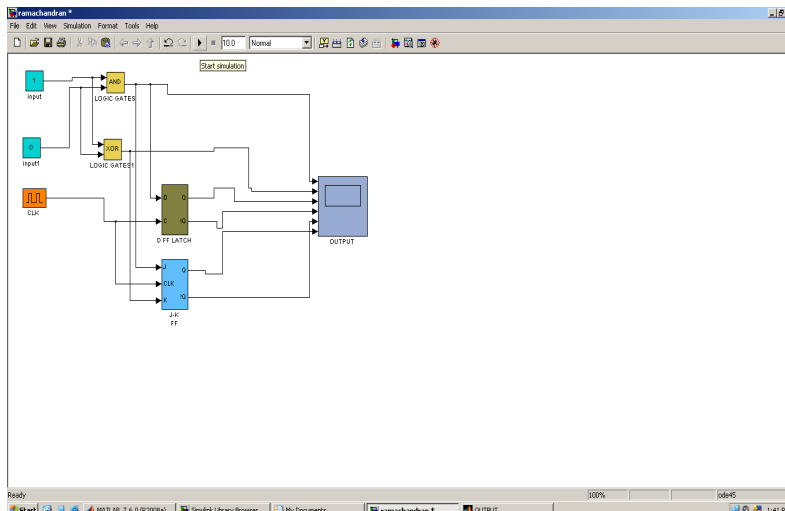 ramachandran *
File Edit View Simulation Format Tools Help
10.0 Normal
Start simulation
1
input
AND
LOGIC GATES
0
input1
XOR
LOGIC GATES1
CLK
D Q
C !Q
D FF LATCH
J Q
CLK
K !Q
J-K
FF
OUTPUT
Ready 100% ode45
Start MATLAB 7.6.0 (R2008a) Simulink Library Browser My Documents ramachandran * OUTPUT 1:41 P